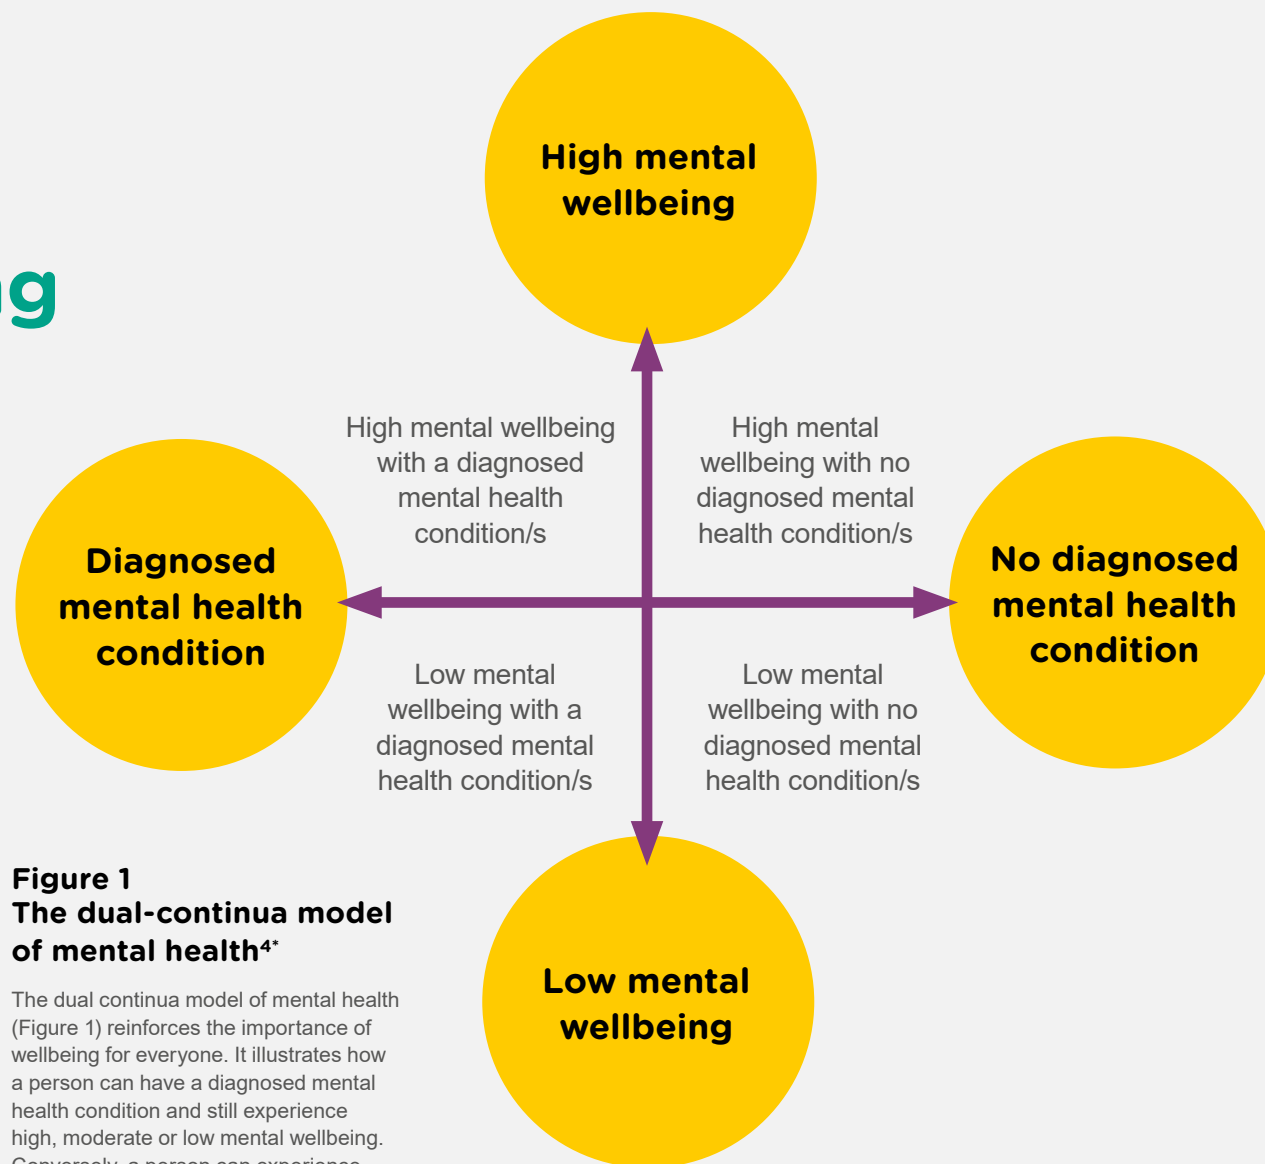 High mental
wellbeing
High mental wellbeing
with a diagnosed
mental health
condition/s
High mental
wellbeing with no
diagnosed mental
health condition/s
Diagnosed
mental health
condition
No diagnosed
mental health
condition
Low mental
wellbeing with a
diagnosed mental
health condition/s
Low mental
wellbeing with no
diagnosed mental
health condition/s
Low mental
wellbeing
Figure 1
The dual-continua model
of mental health⁴*
The dual continua model of mental health
(Figure 1) reinforces the importance of
wellbeing for everyone. It illustrates how
a person can have a diagnosed mental
health condition and still experience
high, moderate or low mental wellbeing.
Conversely, a person can experience